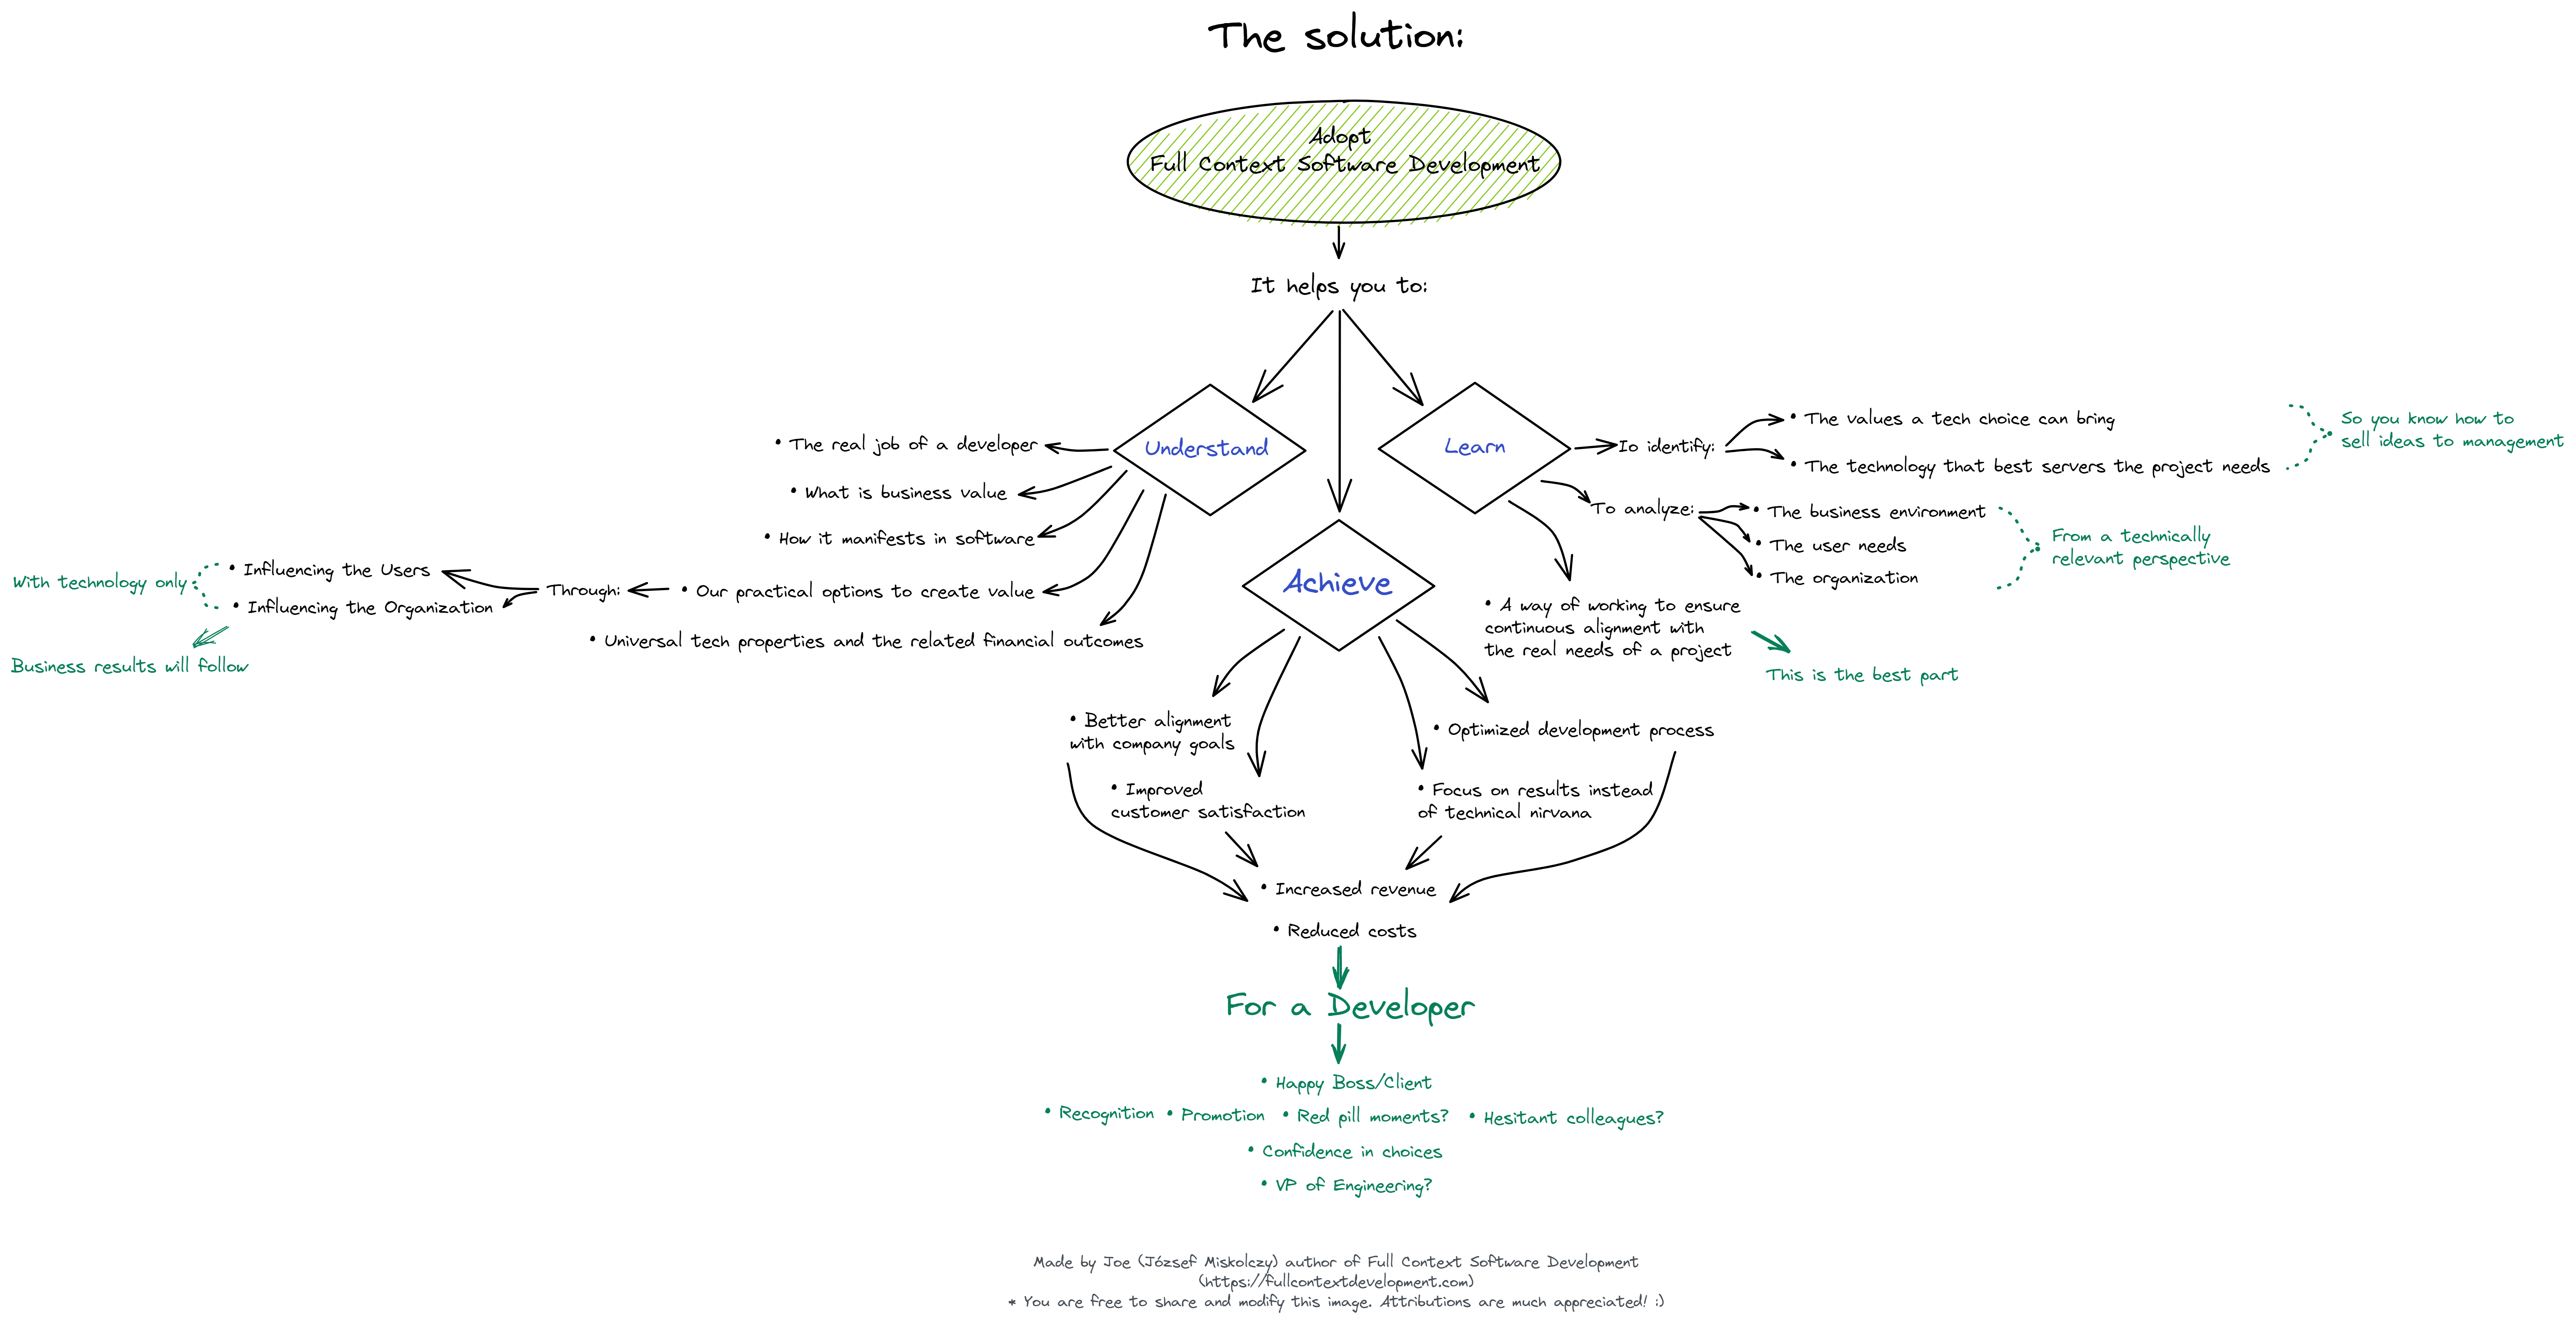 The solution:
Adopt
Full Context Software Development
It helps you to:
Understand
• The real job of a developer
• What is business value
• How it manifests in software
• Our practical options to create value
Through:
• Influencing the Users
• Influencing the Organization
With technology only
Business results will follow
• Universal tech properties and the related financial outcomes
Learn
Io identify:
• The values a tech choice can bring
• The technology that best servers the project needs
So you know how to
sell ideas to management
To analyze:
• The business environment
• The user needs
• The organization
From a technically
relevant perspective
• A way of working to ensure
continuous alignment with
the real needs of a project
This is the best part
Achieve
• Better alignment
with company goals
• Improved
customer satisfaction
• Optimized development process
• Focus on results instead
of technical nirvana
• Increased revenue
• Reduced costs
For a Developer
• Happy Boss/Client
• Recognition • Promotion • Red pill moments? • Hesitant colleagues?
• Confidence in choices
• VP of Engineering?
Made by Joe (József Miskolczy) author of Full Context Software Development
(https://fullcontextdevelopment.com)
* You are free to share and modify this image. Attributions are much appreciated! :)